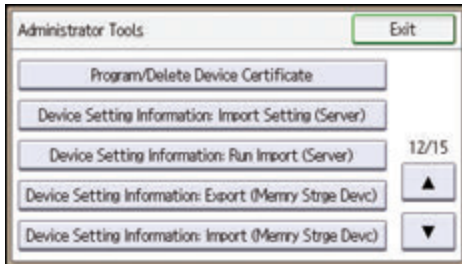 Administrator Tools
Exit
Program/Delete Device Certificate
Device Setting Information: Import Setting (Server)
Device Setting Information: Run Import (Server)
12/15
Device Setting Information: Export (Memry Strge Devc)
▲
Device Setting Information: Import (Memry Strge Devc)
▼